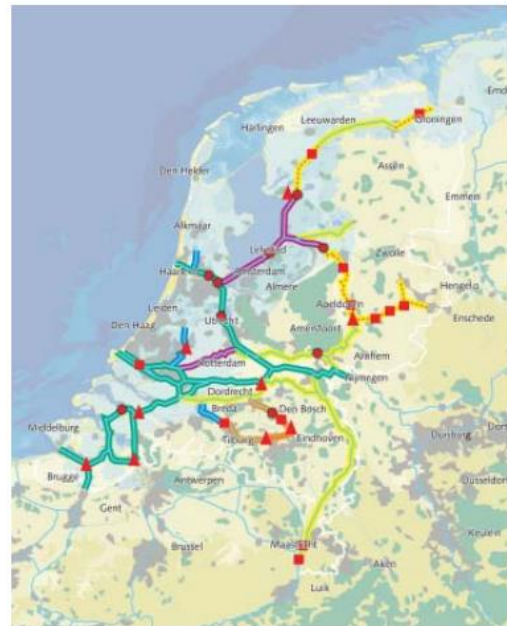 Emd
Leeuwarden
Groningen
Harlingen
Assen
Den Helder
Emmen
Alkmaar
Lelystad
Zwolle
Haarlem
Amsterdam
Almere
Hengelo
Leiden
Apeldoorn
Enschede
Utrecht
Den Haag
Amersfoort
Arnhem
Rotterdam
Nijmegen
Dordrecht
Breda
Den Bosch
Middelburg
Tilburg
Eindhoven
Duisburg
Dort
Brugge
Antwerpen
Düsseldorf
Gent
Keulen
Brussel
Maastricht
Aken
Luik